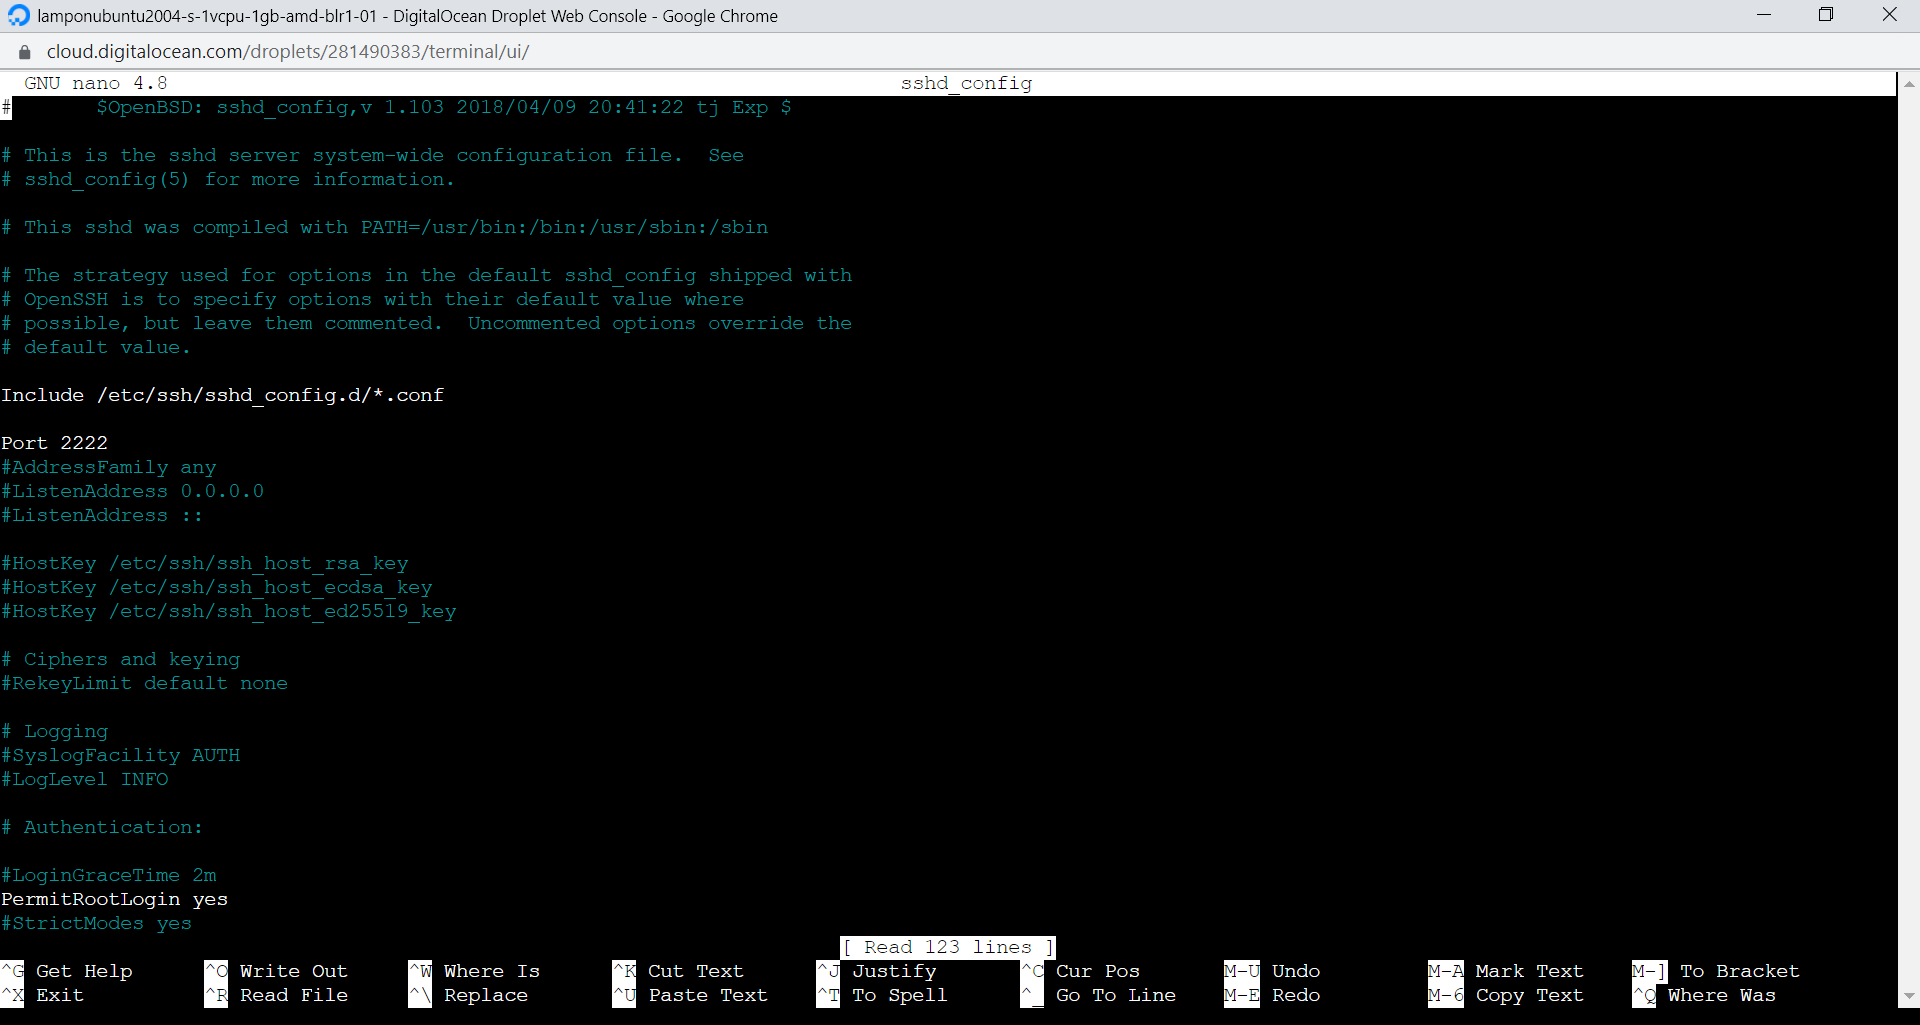 lamponubuntu2004-s-1vcpu-1gb-amd-blr1-01 - DigitalOcean Droplet Web Console - Google Chrome
cloud.digitalocean.com/droplets/281490383/terminal/ui/
GNU nano 4.8 sshd_config
# $OpenBSD: sshd_config,v 1.103 2018/04/09 20:41:22 tj Exp $
# This is the sshd server system-wide configuration file.  See
# sshd_config(5) for more information.
# This sshd was compiled with PATH=/usr/bin:/bin:/usr/sbin:/sbin
# The strategy used for options in the default sshd_config shipped with
# OpenSSH is to specify options with their default value where
# possible, but leave them commented.  Uncommented options override the
# default value.
Include /etc/ssh/sshd_config.d/*.conf
Port 2222
#AddressFamily any
#ListenAddress 0.0.0.0
#ListenAddress ::
#HostKey /etc/ssh/ssh_host_rsa_key
#HostKey /etc/ssh/ssh_host_ecdsa_key
#HostKey /etc/ssh/ssh_host_ed25519_key
# Ciphers and keying
#RekeyLimit default none
# Logging
#SyslogFacility AUTH
#LogLevel INFO
# Authentication:
#LoginGraceTime 2m
PermitRootLogin yes
#StrictModes yes
[ Read 123 lines ]
^G Get Help ^O Write Out ^W Where Is ^K Cut Text ^J Justify ^C Cur Pos M-U Undo M-A Mark Text M-] To Bracket
^X Exit ^R Read File ^\ Replace ^U Paste Text ^T To Spell ^_ Go To Line M-E Redo M-6 Copy Text ^Q Where Was